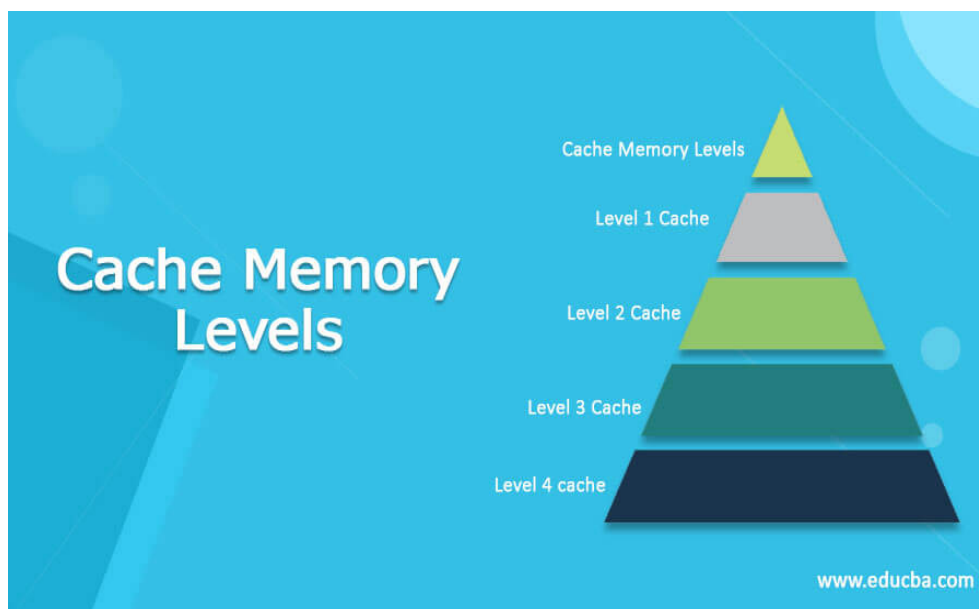 Cache Memory
Levels
Cache Memory Levels
Level 1 Cache
Level 2 Cache
Level 3 Cache
Level 4 cache
www.educba.com